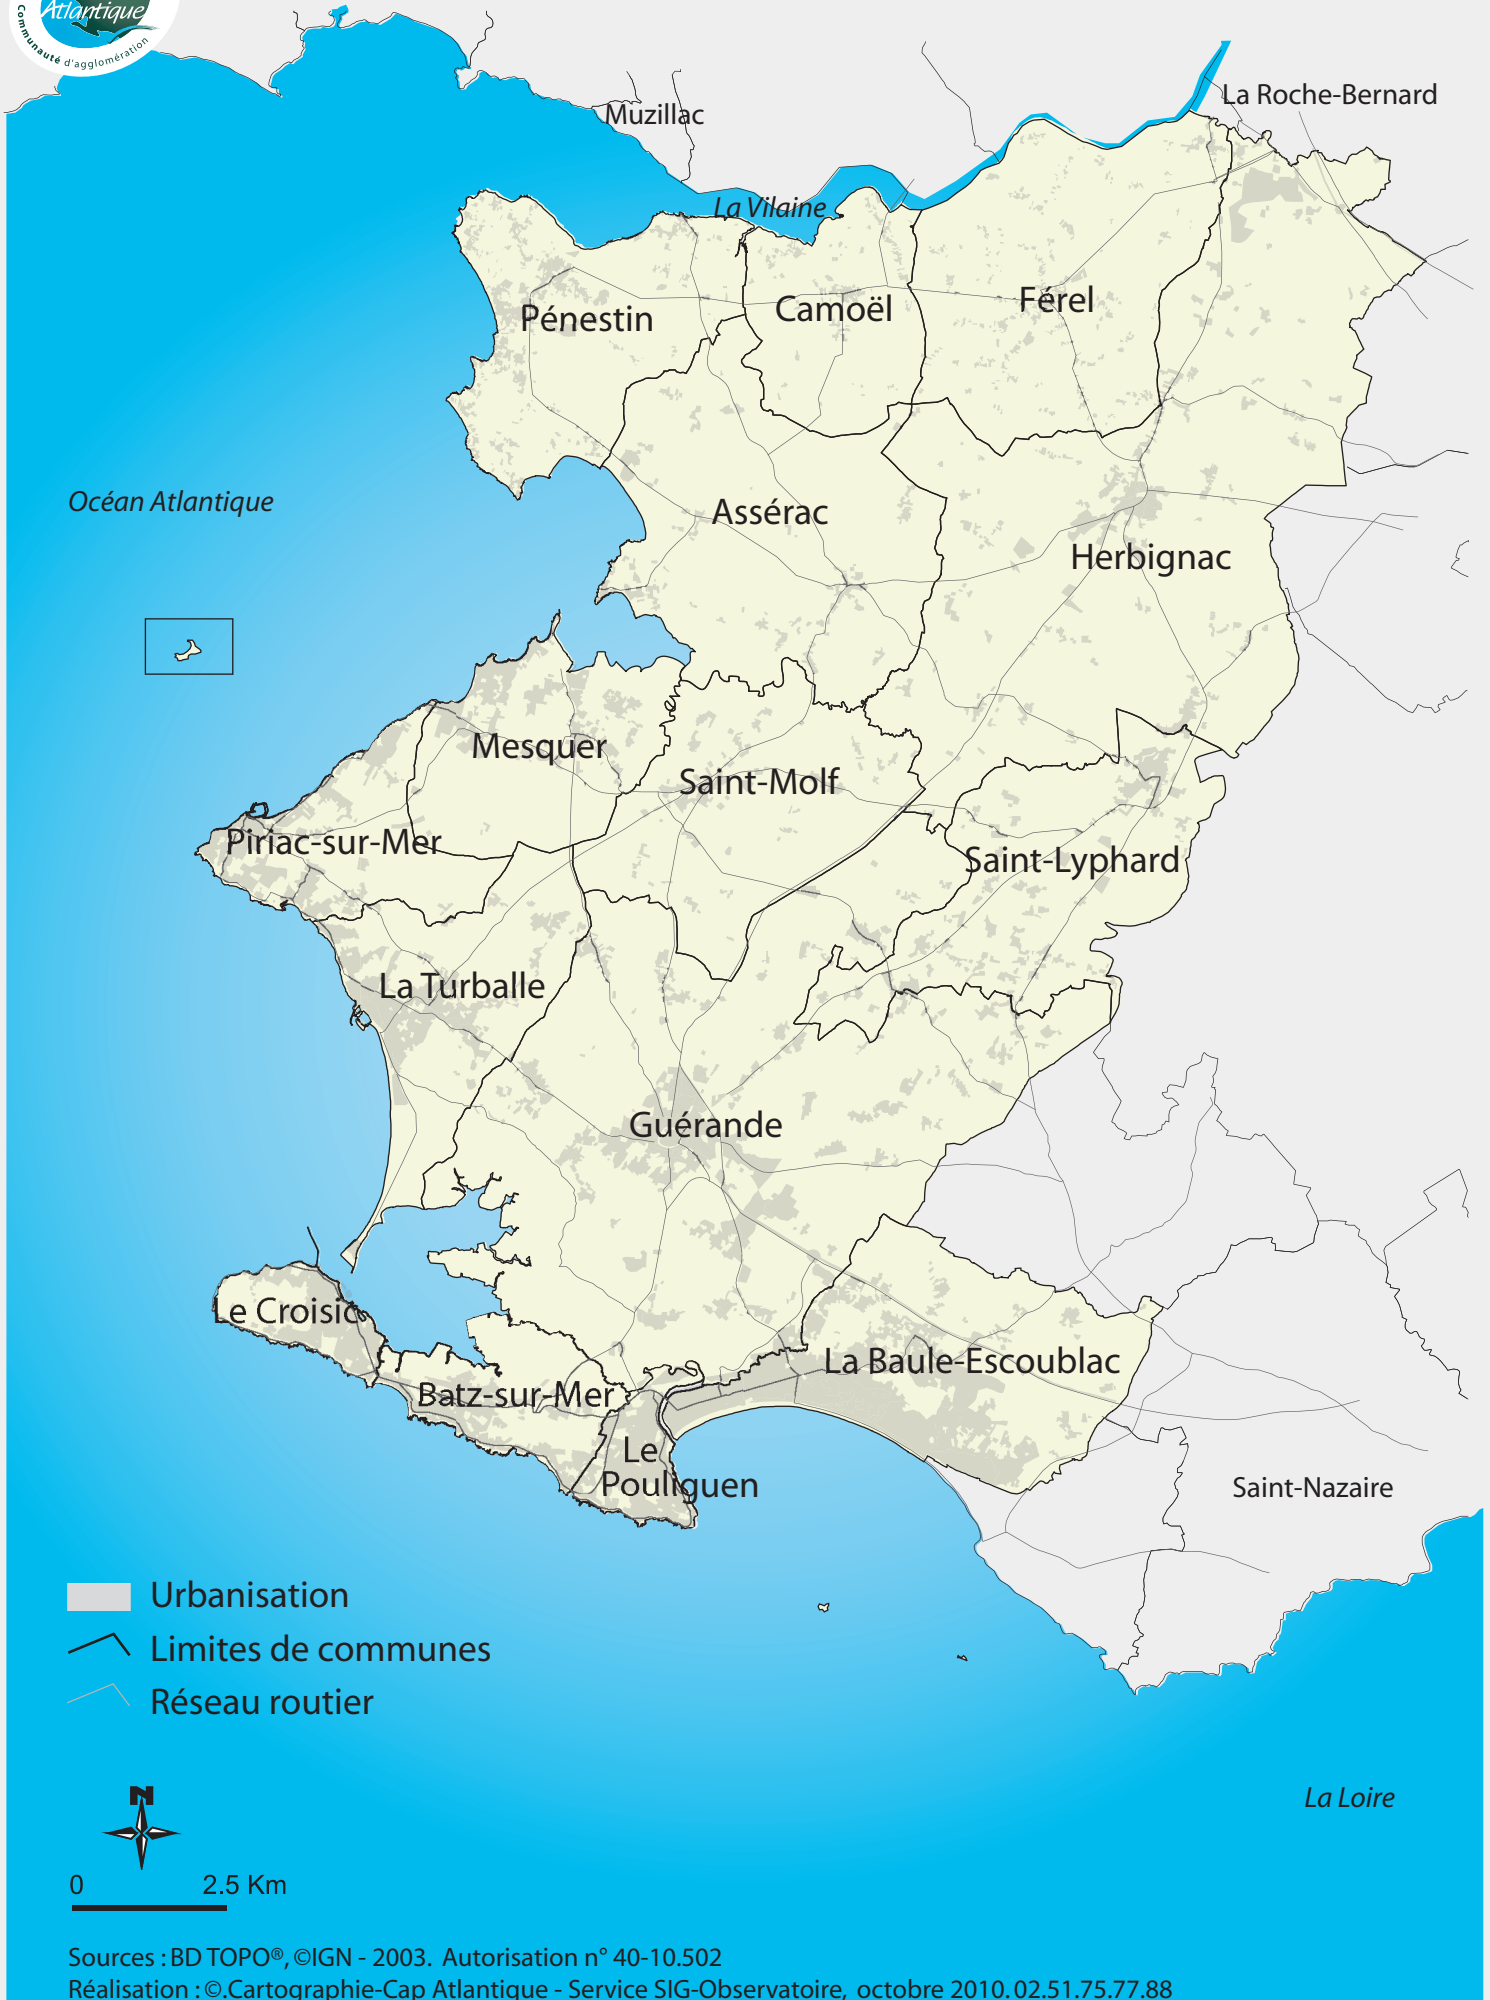 Atlantique
Communauté d'agglomération
Muzillac
La Roche-Bernard
La Vilaine
Pénestin
Camoël
Férel
Océan Atlantique
Assérac
Herbignac
Mesquer
Saint-Molf
Piriac-sur-Mer
Saint-Lyphard
La Turballe
Guérande
Le Croisic
La Baule-Escoublac
Batz-sur-Mer
Le
Pouliguen
Saint-Nazaire
Urbanisation
Limites de communes
Réseau routier
La Loire
N
0 2.5 Km
Sources : BD TOPO®, ©IGN - 2003. Autorisation n° 40-10.502
Réalisation : ©.Cartographie-Cap Atlantique - Service SIG-Observatoire, octobre 2010. 02.51.75.77.88